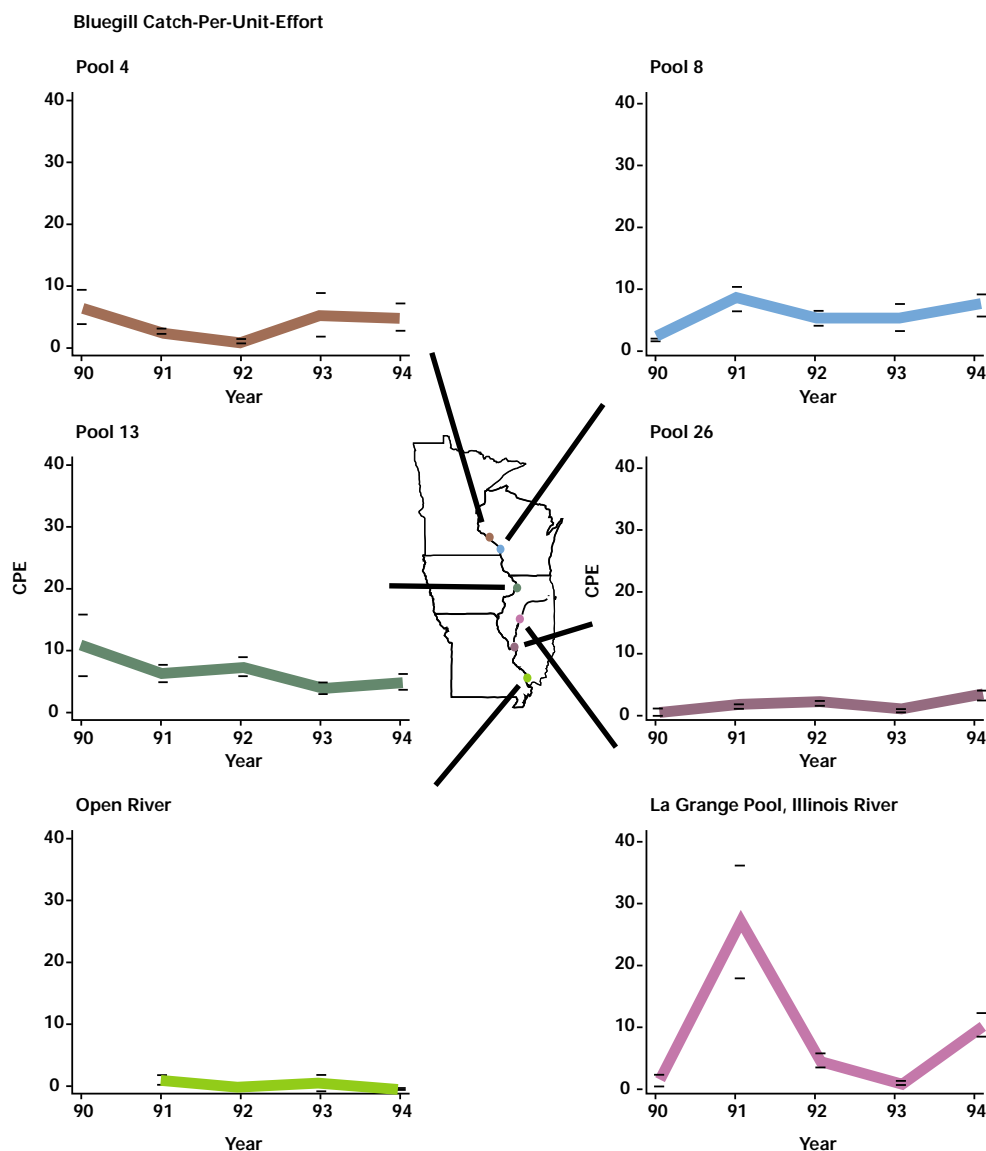 Bluegill Catch-Per-Unit-Effort
Pool 4
40
30
20
10
0
90 91 92 93 94
Year
Pool 8
40
30
20
10
0
90 91 92 93 94
Year
Pool 13
CPE
40
30
20
10
0
90 91 92 93 94
Year
Pool 26
CPE
40
30
20
10
0
90 91 92 93 94
Year
Open River
40
30
20
10
0
90 91 92 93 94
Year
La Grange Pool, Illinois River
40
30
20
10
0
90 91 92 93 94
Year